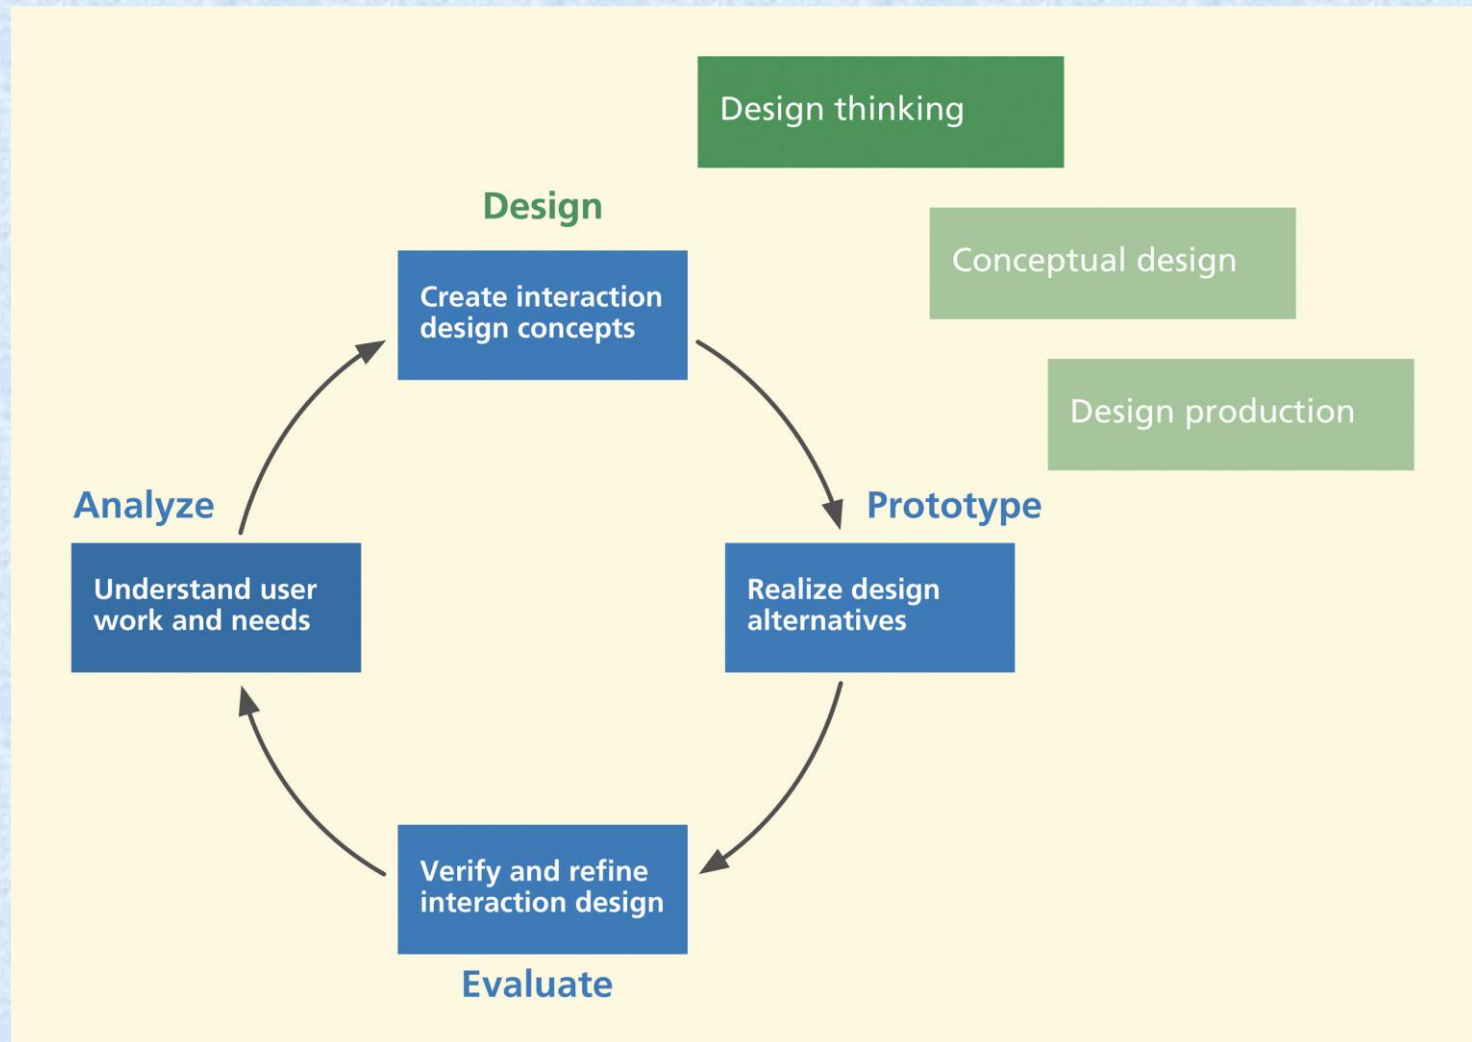 Design thinking
Design
Conceptual design
Create interaction
design concepts
Design production
Analyze
Prototype
Understand user
work and needs
Realize design
alternatives
Verify and refine
interaction design
Evaluate